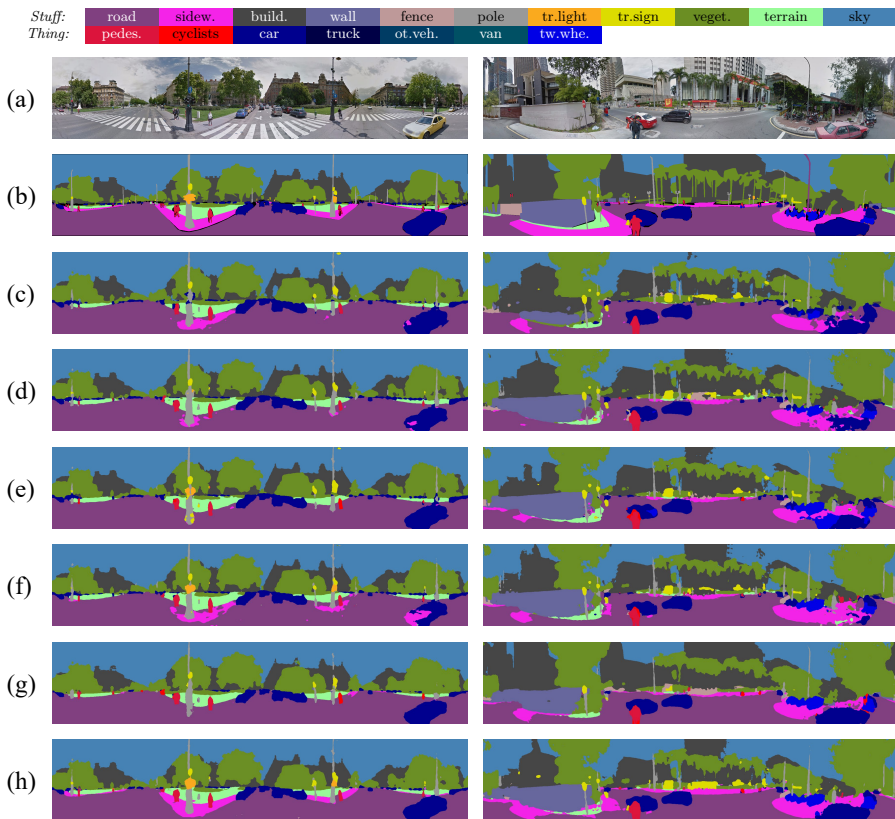 Stuff: road sidew. build. wall fence pole tr.light tr.sign veget. terrain sky
Thing: pedes. cyclists car truck ot.veh. van tw.whe.
(a)
(b)
(c)
(d)
(e)
(f)
(g)
(h)